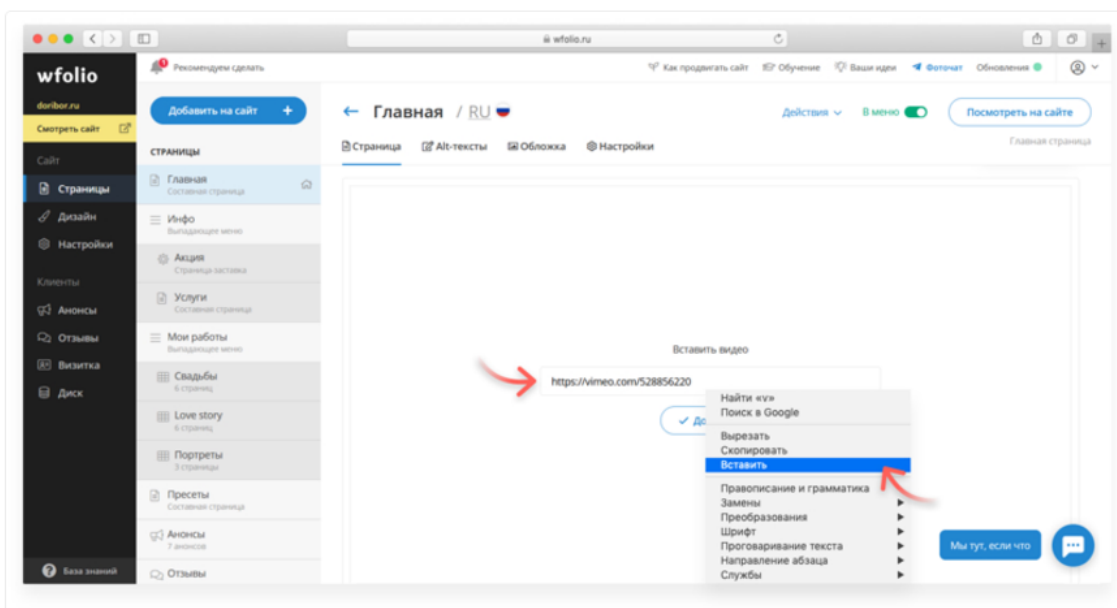 wfolio.ru
wfolio
doribor.ru
Смотреть сайт
Сайт
Страницы
Дизайн
Настройки
Клиенты
Анонсы
Отзывы
Визитка
Диск
База знаний
Рекомендуем сделать
Как продвигать сайт
Обучение
Ваши идеи
Фоточат
Обновления
Добавить на сайт +
СТРАНИЦЫ
Главная
Составная страница
Инфо
Выпадающее меню
Акция
Страница-заставка
Услуги
Составная страница
Мои работы
Выпадающее меню
Свадьбы
6 страниц
Love story
6 страниц
Портреты
3 страницы
Пресеты
Составная страница
Анонсы
7 анонсов
Отзывы
← Главная / RU
Действия
В меню
Посмотреть на сайте
Страница
Alt-тексты
Обложка
Настройки
Главная страница
Вставить видео
https://vimeo.com/528856220
До
Найти «v»
Поиск в Google
Вырезать
Скопировать
Вставить
Правописание и грамматика
Замены
Преобразования
Шрифт
Проговаривание текста
Направление абзаца
Службы
Мы тут, если что